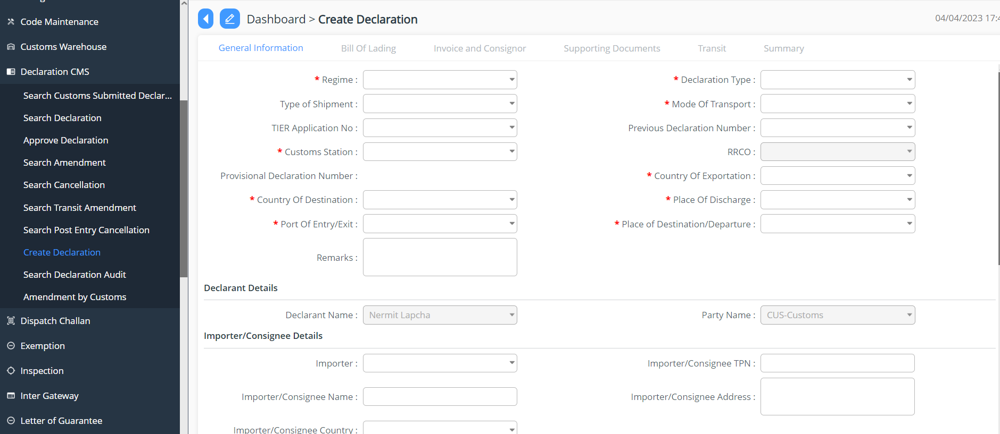 Code Maintenance
Customs Warehouse
Declaration CMS
Search Customs Submitted Declar...
Search Declaration
Approve Declaration
Search Amendment
Search Cancellation
Search Transit Amendment
Search Post Entry Cancellation
Create Declaration
Search Declaration Audit
Amendment by Customs
Dispatch Challan
Exemption
Inspection
Inter Gateway
Letter of Guarantee
Dashboard > Create Declaration
04/04/2023 17:4
General Information Bill Of Lading Invoice and Consignor Supporting Documents Transit Summary
* Regime : * Declaration Type :
Type of Shipment : * Mode Of Transport :
TIER Application No : Previous Declaration Number :
* Customs Station : RRCO :
Provisional Declaration Number : * Country Of Exportation :
* Country Of Destination : * Place Of Discharge :
* Port Of Entry/Exit : * Place of Destination/Departure :
Remarks :
Declarant Details
Declarant Name : Nermit Lapcha Party Name : CUS-Customs
Importer/Consignee Details
Importer : Importer/Consignee TPN :
Importer/Consignee Name : Importer/Consignee Address :
Importer/Consignee Country :